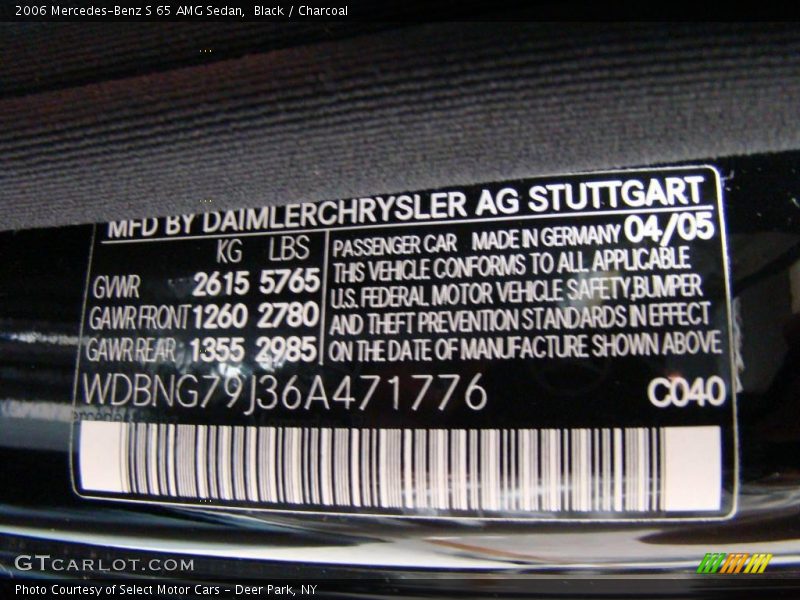 2006 Mercedes-Benz S 65 AMG Sedan, Black / Charcoal
MFD BY DAIMLERCHRYSLER AG STUTTGART
KG LBS
GVWR 2615 5765
GAWR FRONT 1260 2780
GAWR REAR 1355 2985
PASSENGER CAR MADE IN GERMANY 04/05
THIS VEHICLE CONFORMS TO ALL APPLICABLE
U.S. FEDERAL MOTOR VEHICLE SAFETY, BUMPER
AND THEFT PREVENTION STANDARDS IN EFFECT
ON THE DATE OF MANUFACTURE SHOWN ABOVE
WDBNG79J36A471776 C040
GTCARLOT.COM
Photo Courtesy of Select Motor Cars - Deer Park, NY